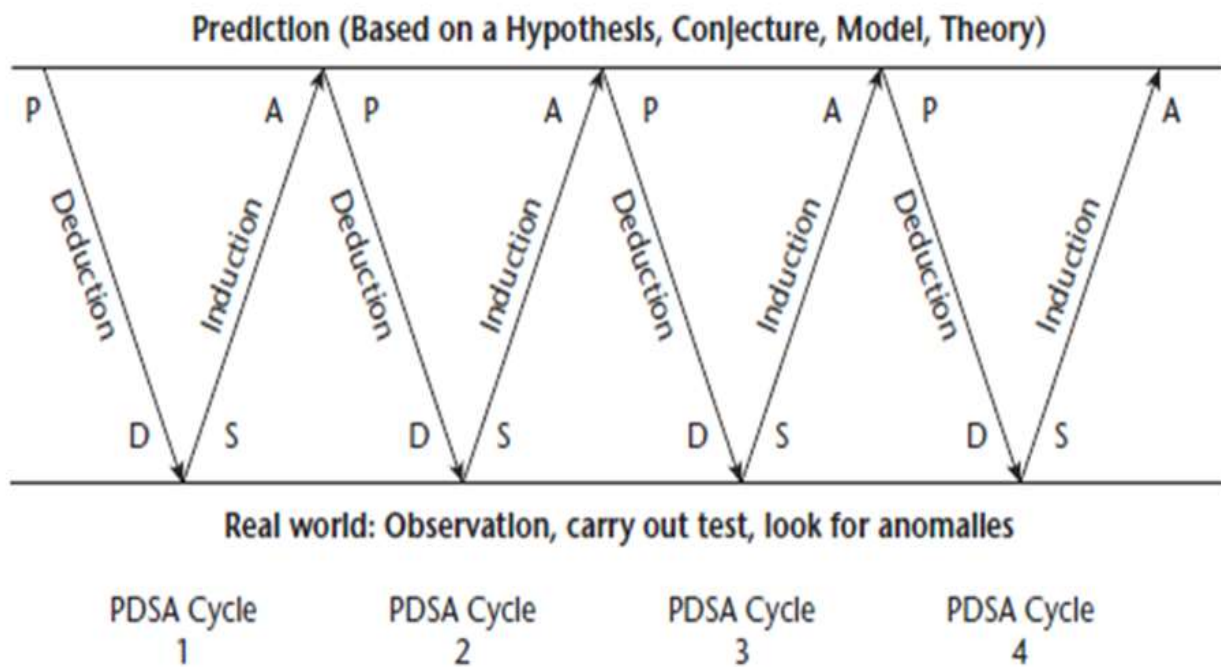 Prediction (Based on a Hypothesis, Conjecture, Model, Theory)
P A P A P A P A
Deduction Induction Deduction Induction Deduction Induction Deduction Induction
D S D S D S D S
Real world: Observation, carry out test, look for anomalies
PDSA Cycle PDSA Cycle PDSA Cycle PDSA Cycle
1 2 3 4